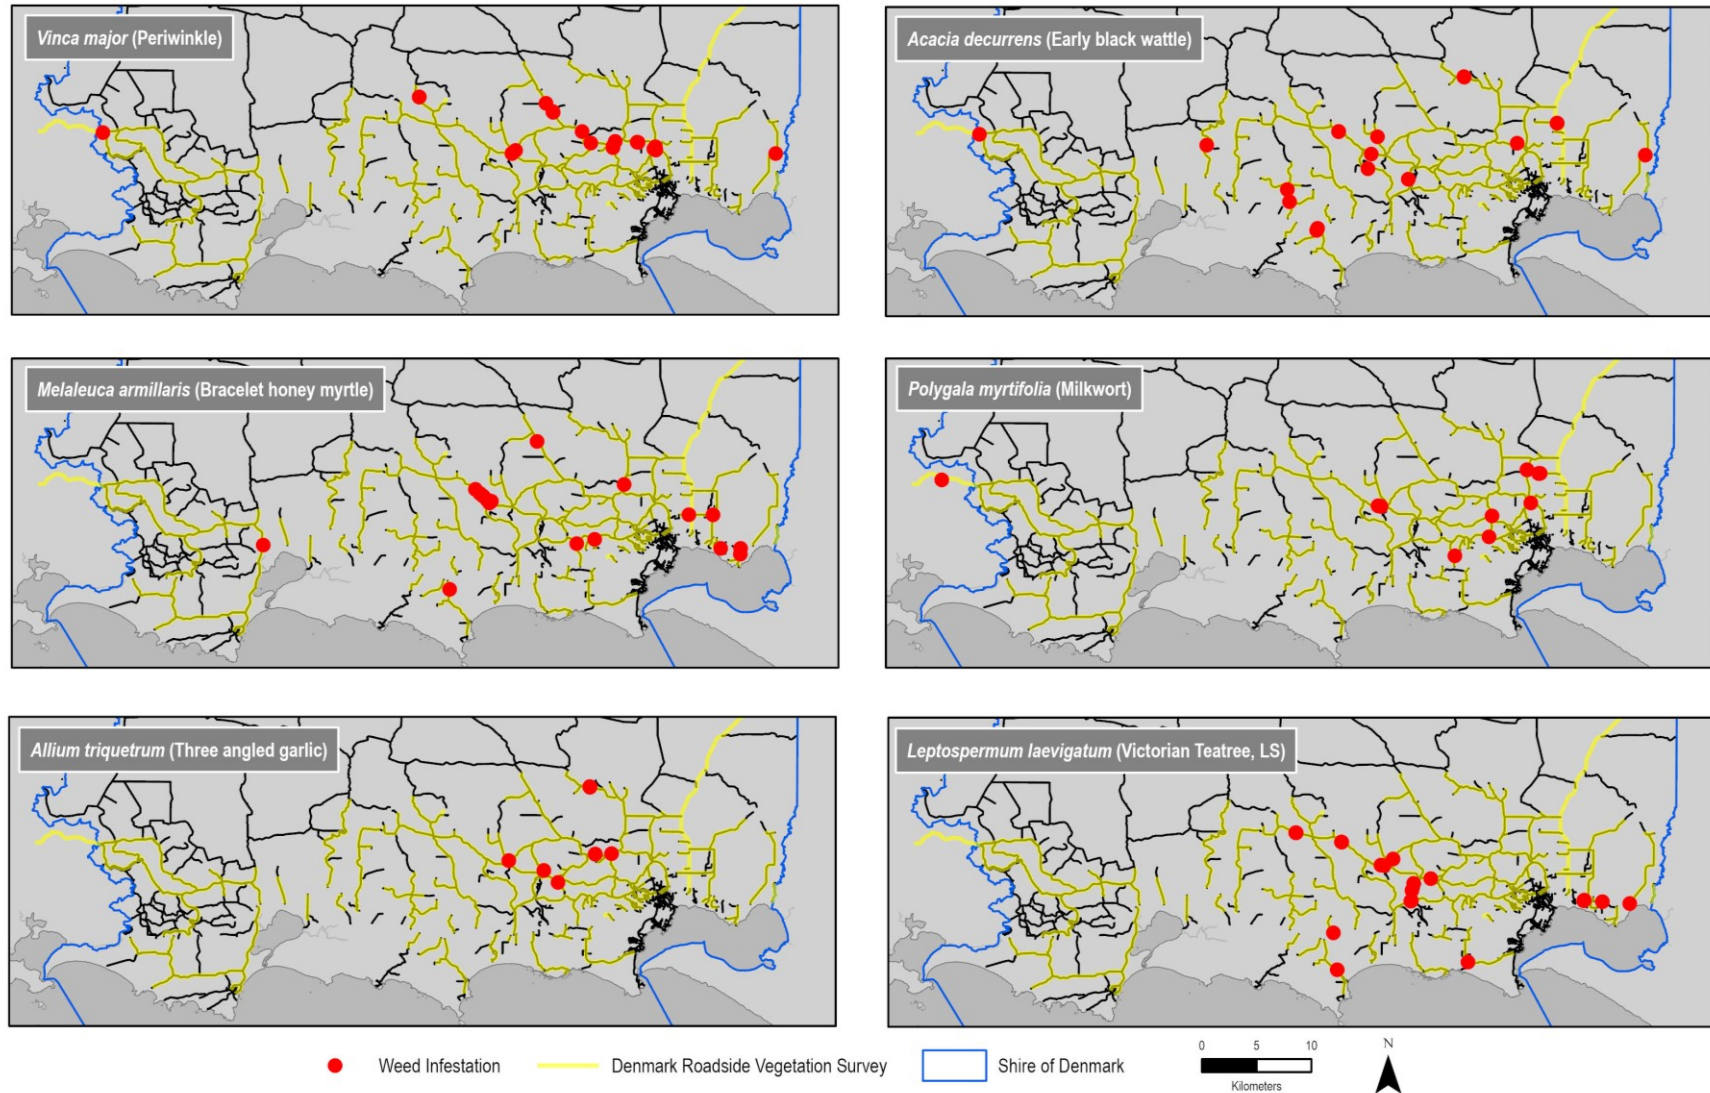 Vinca major (Periwinkle)
Acacia decurrens (Early black wattle)
Melaleuca armillaris (Bracelet honey myrtle)
Polygala myrtifolia (Milkwort)
Allium triquetrum (Three angled garlic)
Leptospermum laevigatum (Victorian Teatree, LS)
Weed Infestation
Denmark Roadside Vegetation Survey
Shire of Denmark
0 5 10
Kilometers
N